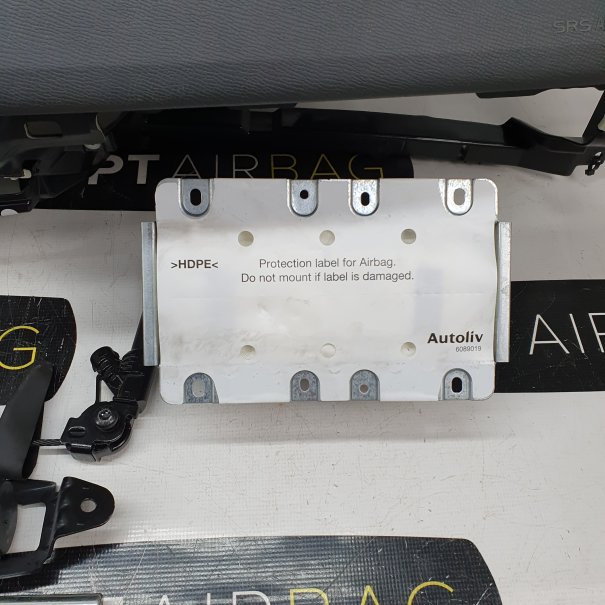 SRS A
PT AIRBAG
>HDPE<
Protection label for Airbag.
Do not mount if label is damaged.
Autoliv
6089019
BAG
AIR
AIRBAG